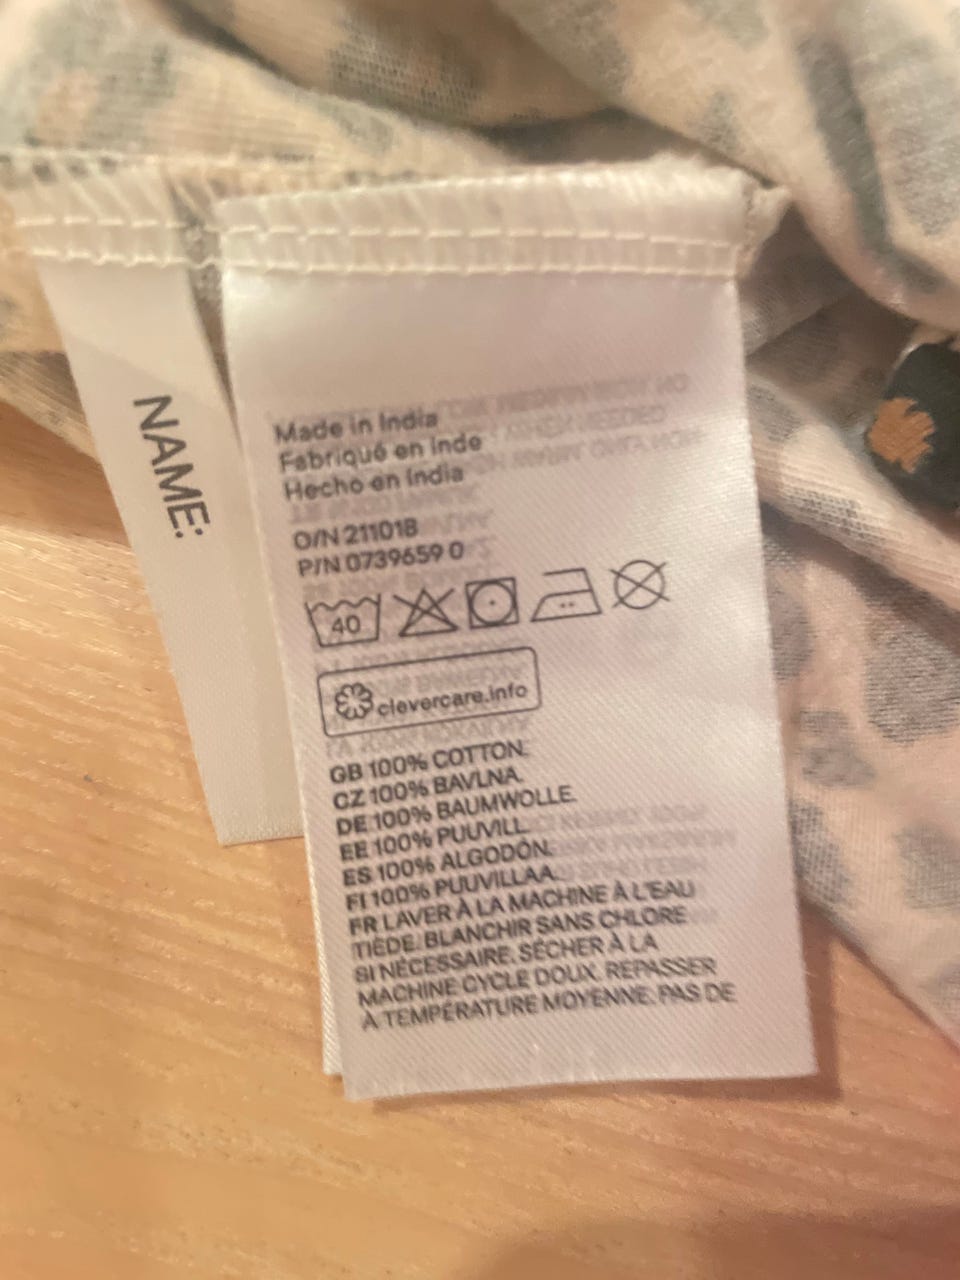 NAME:
Made in India
Fabriqué en Inde
Hecho en India
O/N 211018
P/N 0739659 0
40
clevercare.info
GB 100% COTTON.
CZ 100% BAVLNA.
DE 100% BAUMWOLLE.
EE 100% PUUVILL.
ES 100% ALGODÓN.
FI 100% PUUVILLAA.
FR LAVER À LA MACHINE À L'EAU
TIÈDE. BLANCHIR SANS CHLORE
SI NÉCESSAIRE. SÉCHER À LA
MACHINE CYCLE DOUX. REPASSER
À TEMPÉRATURE MOYENNE. PAS DE